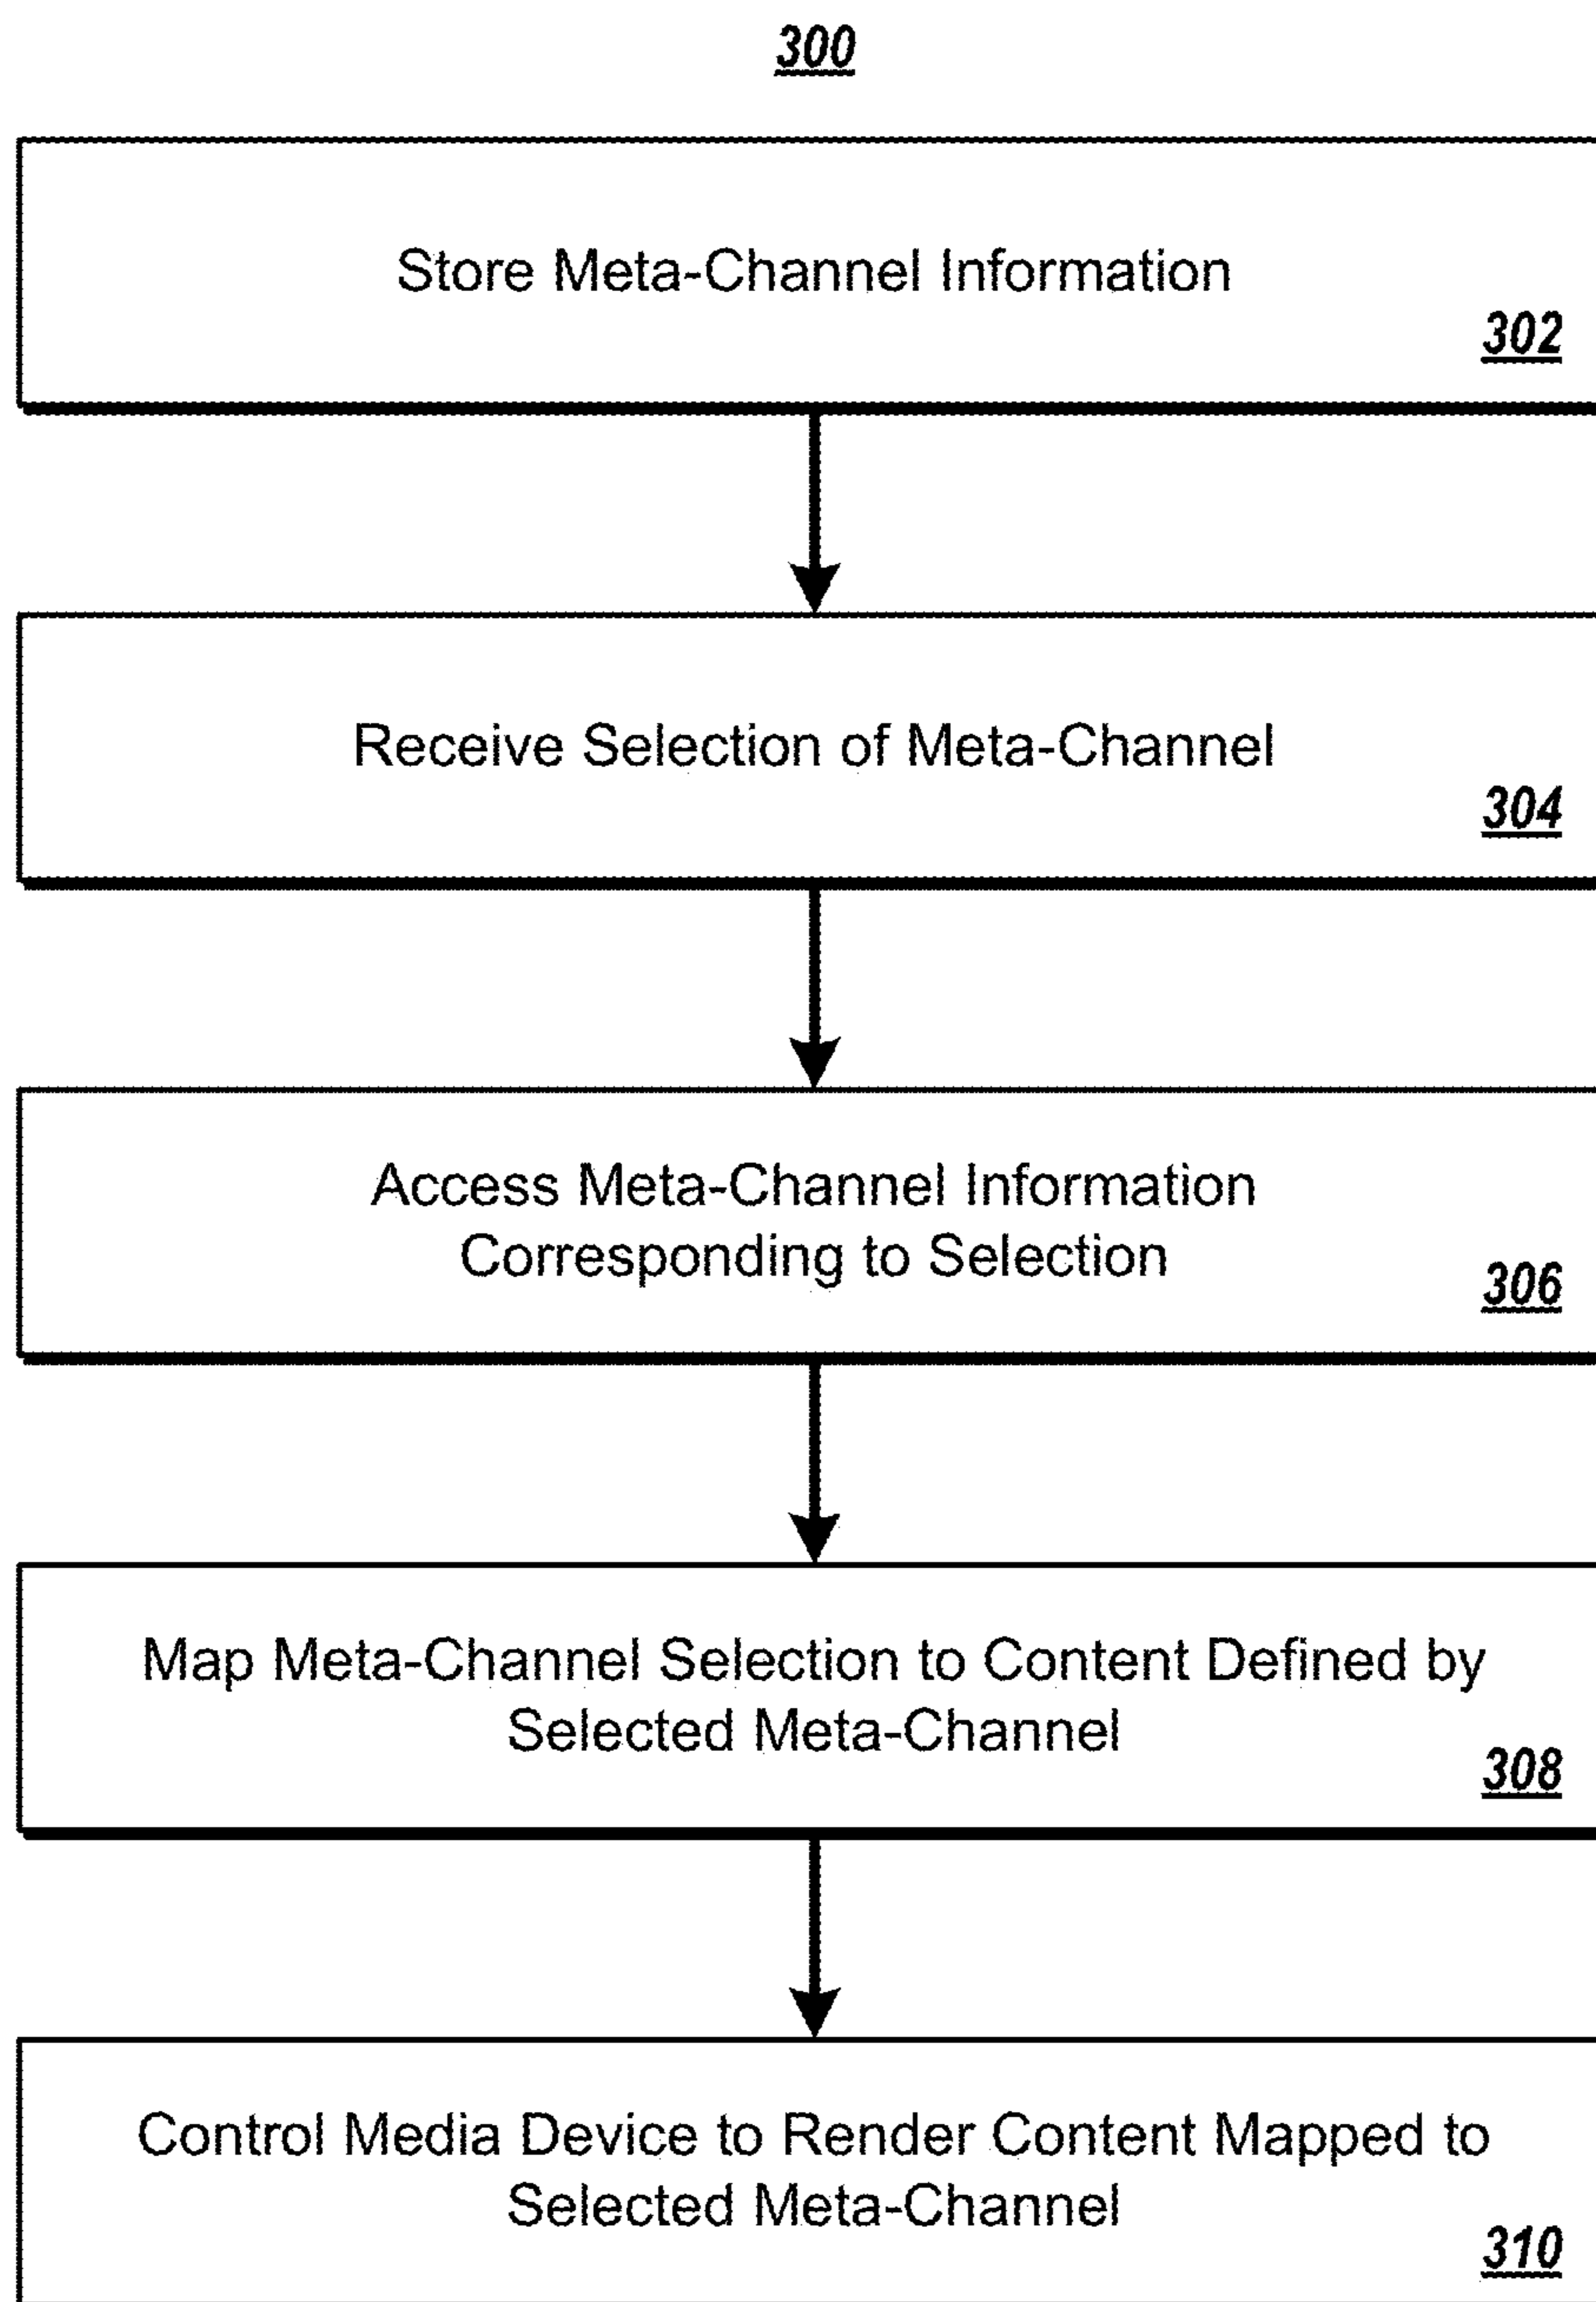 300
Store Meta-Channel Information
302
Receive Selection of Meta-Channel
304
Access Meta-Channel Information
Corresponding to Selection
306
Map Meta-Channel Selection to Content Defined by
Selected Meta-Channel
308
Control Media Device to Render Content Mapped to
Selected Meta-Channel
310